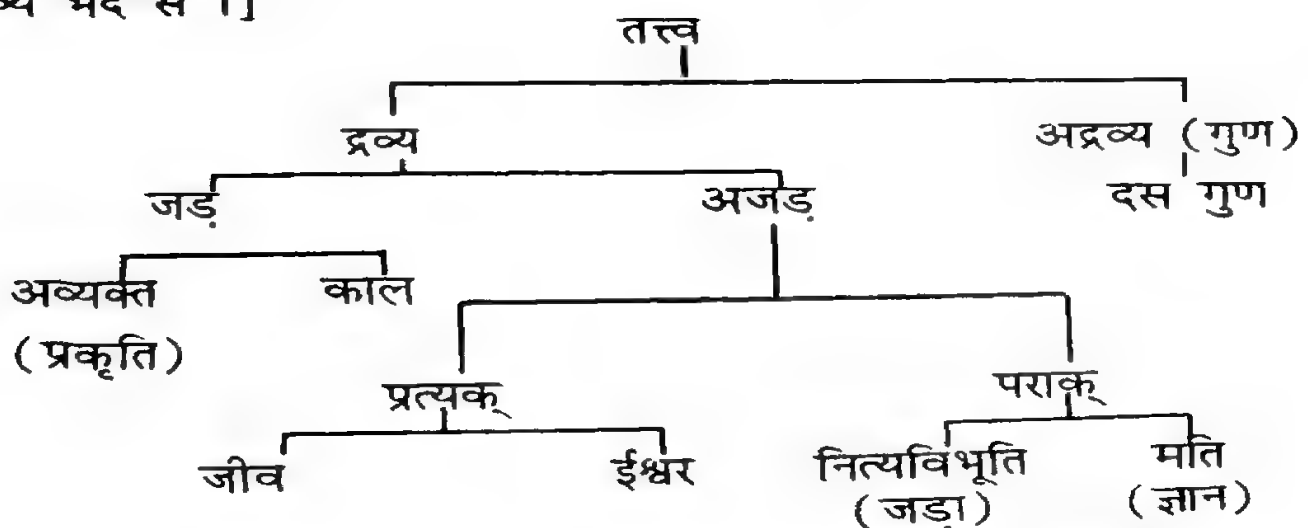 भेद से ।]
तत्त्व
द्रव्य अद्रव्य (गुण)
जड़ अजड़ दस गुण
अव्यक्त काल
(प्रकृति)
प्रत्यक् पराक्
जीव ईश्वर नित्यविभूति मति
(जड़ा) (ज्ञान)